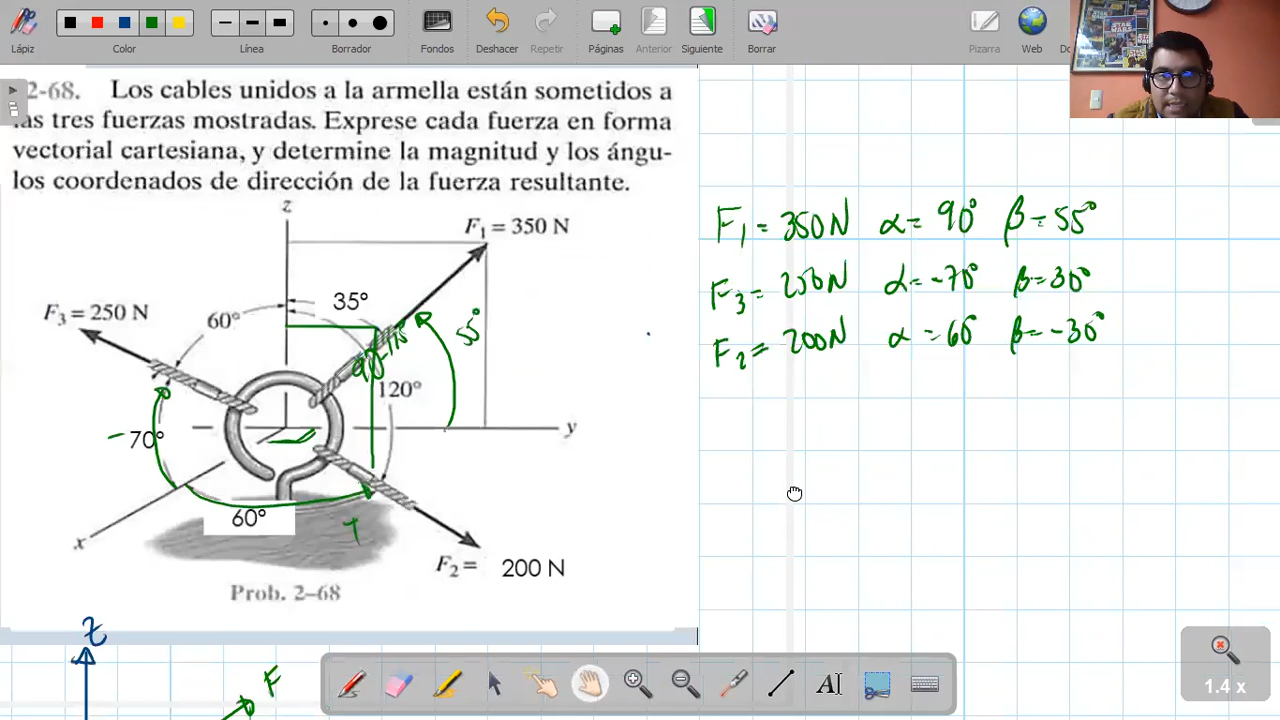 Lápiz Color Línea Borrador Fondos Deshacer Repetir Páginas Anterior Siguiente Borrar Pizarra Web
2-68. Los cables unidos a la armella están sometidos a
las tres fuerzas mostradas. Exprese cada fuerza en forma
vectorial cartesiana, y determine la magnitud y los ángu-
los coordenados de dirección de la fuerza resultante.
z
F₁ = 350 N
F₃ = 250 N
60°
35°
55°
120°
-70°
y
60°
x
F₂ = 200 N
Prob. 2–68
z
F
F₁ = 350N α = 90° β = 55°
F₃ = 250N α = -70° β = 30°
F₂ = 200N α = 60° β = -30°
1.4 x